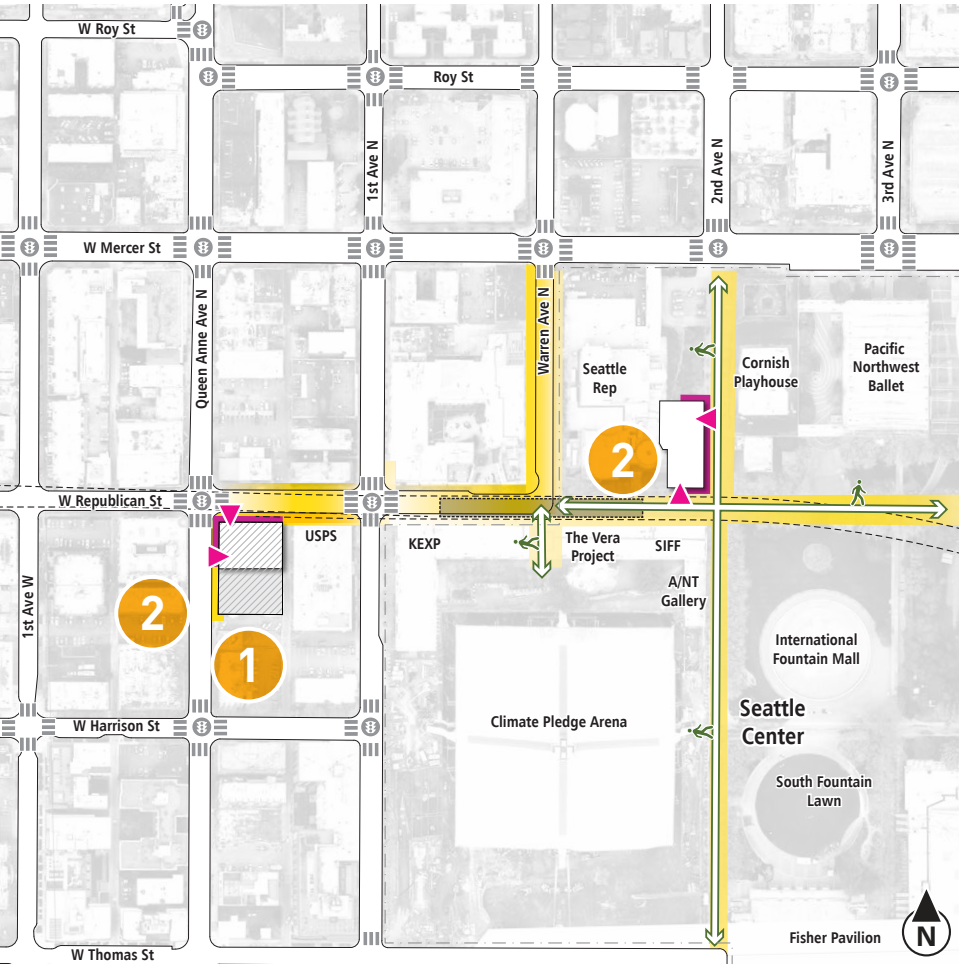 W Roy St
Roy St
1st Ave N
2nd Ave N
3rd Ave N
W Mercer St
Queen Anne Ave N
Warren Ave N
Seattle
Rep
Cornish
Playhouse
Pacific
Northwest
Ballet
2
W Republican St
USPS
KEXP
The Vera
Project
SIFF
A/NT
Gallery
1st Ave W
2
1
International
Fountain Mall
W Harrison St
Climate Pledge Arena
Seattle
Center
South Fountain
Lawn
Fisher Pavilion
N
W Thomas St